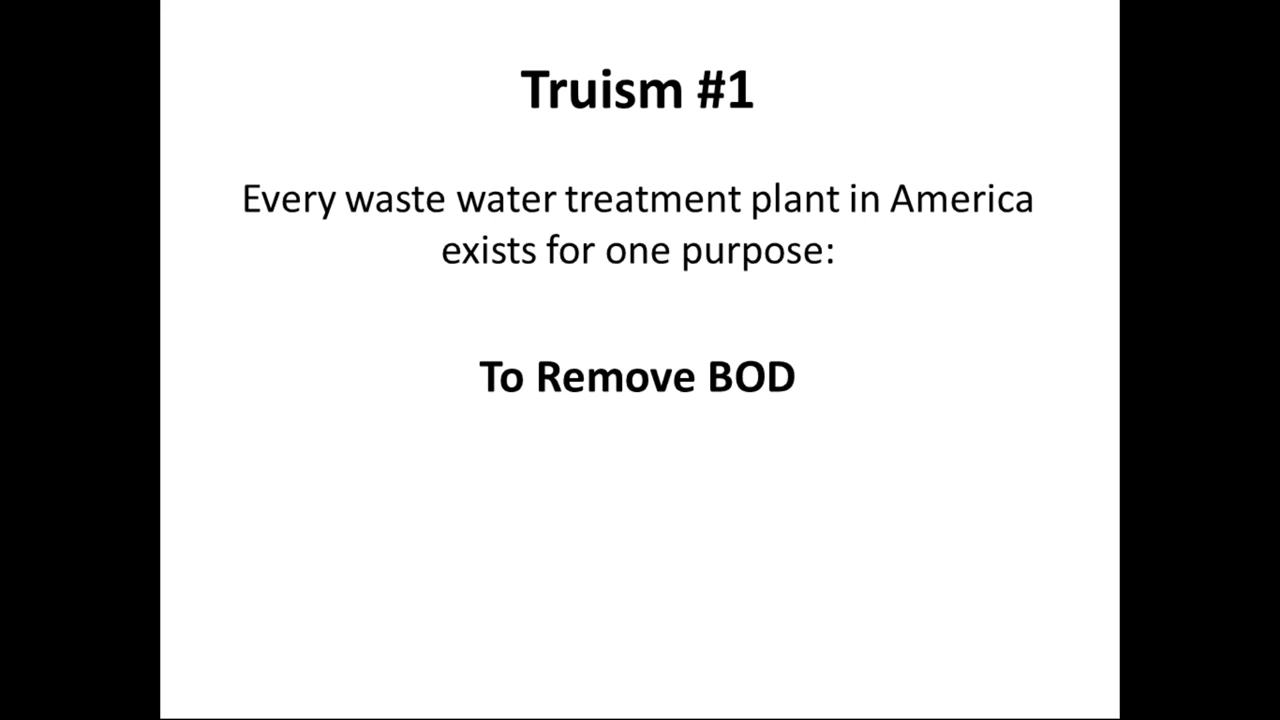 Truism #1
Every waste water treatment plant in America
exists for one purpose:
To Remove BOD